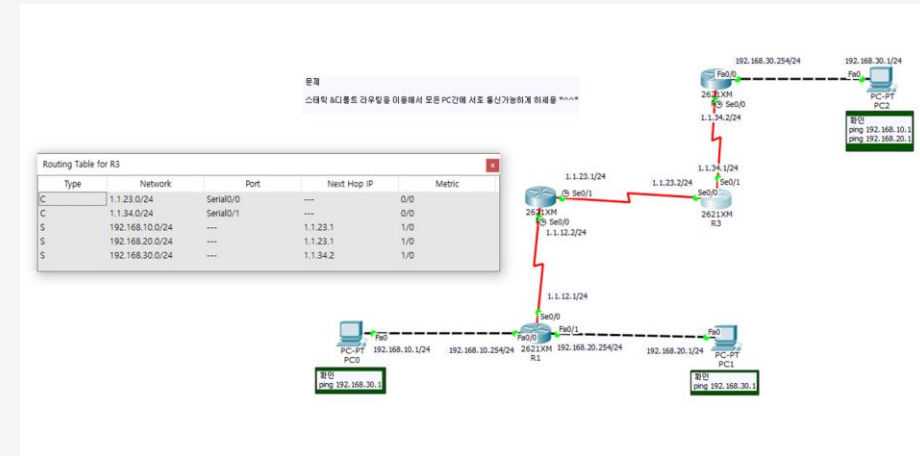 문제
스태틱 &디폴트 라우팅을 이용해서 모든 PC간에 서로 통신가능하게 하세용 *^^*
Routing Table for R3
x
Type Network Port Next Hop IP Metric
C 1.1.23.0/24 Serial0/0 --- 0/0
C 1.1.34.0/24 Serial0/1 --- 0/0
S 192.168.10.0/24 --- 1.1.23.1 1/0
S 192.168.20.0/24 --- 1.1.23.1 1/0
S 192.168.30.0/24 --- 1.1.34.2 1/0
192.168.30.254/24
192.168.30.1/24
Fa0/0
Fa0
2621XM
Se0/0
1.1.34.2/24
PC-PT
PC2
확인
ping 192.168.10.1
ping 192.168.20.1
1.1.34.1/24
Se0/1
1.1.23.1/24
1.1.23.2/24
Se0/1
Se0/0
2621XM
R3
2621XM
Se0/0
1.1.12.2/24
1.1.12.1/24
Se0/0
Fa0
Fa0/0
Fa0/1
Fa0
192.168.10.1/24
192.168.10.254/24
2621XM
R1
192.168.20.254/24
192.168.20.1/24
PC-PT
PC0
PC-PT
PC1
확인
ping 192.168.30.1
확인
ping 192.168.30.1